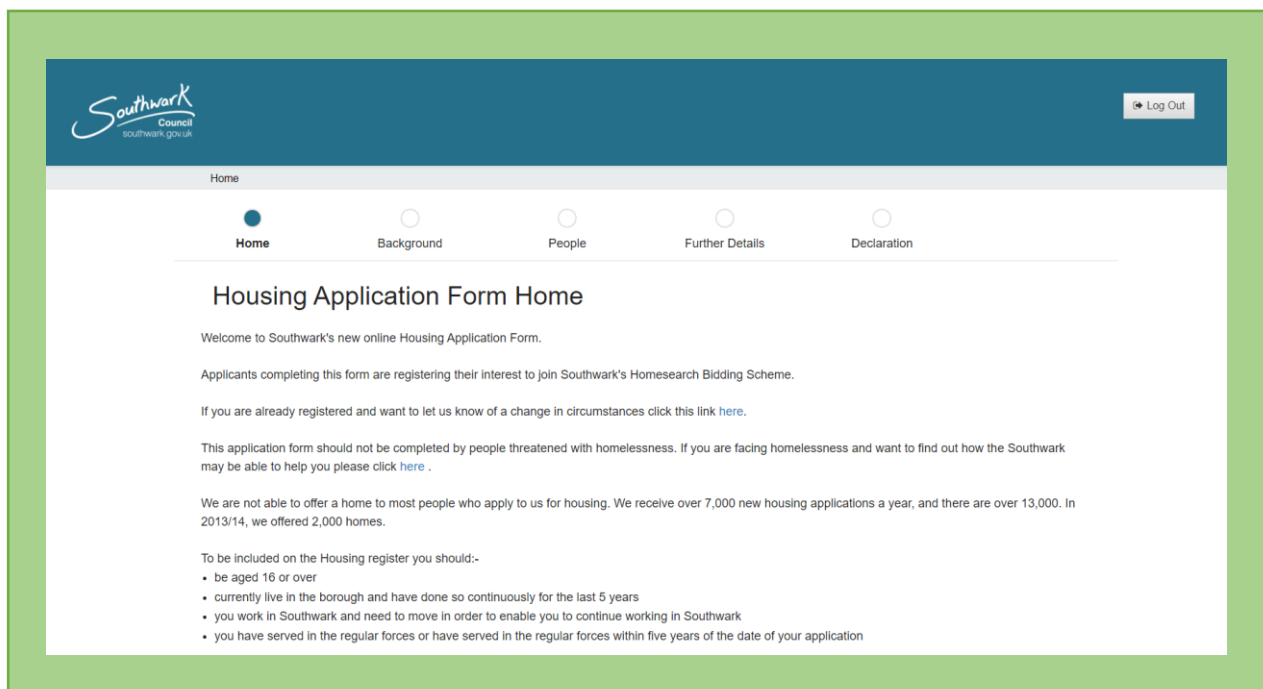 Southwark
Council
southwark.gov.uk
Log Out
Home
Home Background People Further Details Declaration
Housing Application Form Home
Welcome to Southwark's new online Housing Application Form.
Applicants completing this form are registering their interest to join Southwark's Homesearch Bidding Scheme.
If you are already registered and want to let us know of a change in circumstances click this link here.
This application form should not be completed by people threatened with homelessness. If you are facing homelessness and want to find out how the Southwark
may be able to help you please click here .
We are not able to offer a home to most people who apply to us for housing. We receive over 7,000 new housing applications a year, and there are over 13,000. In
2013/14, we offered 2,000 homes.
To be included on the Housing register you should:-
• be aged 16 or over
• currently live in the borough and have done so continuously for the last 5 years
• you work in Southwark and need to move in order to enable you to continue working in Southwark
• you have served in the regular forces or have served in the regular forces within five years of the date of your application